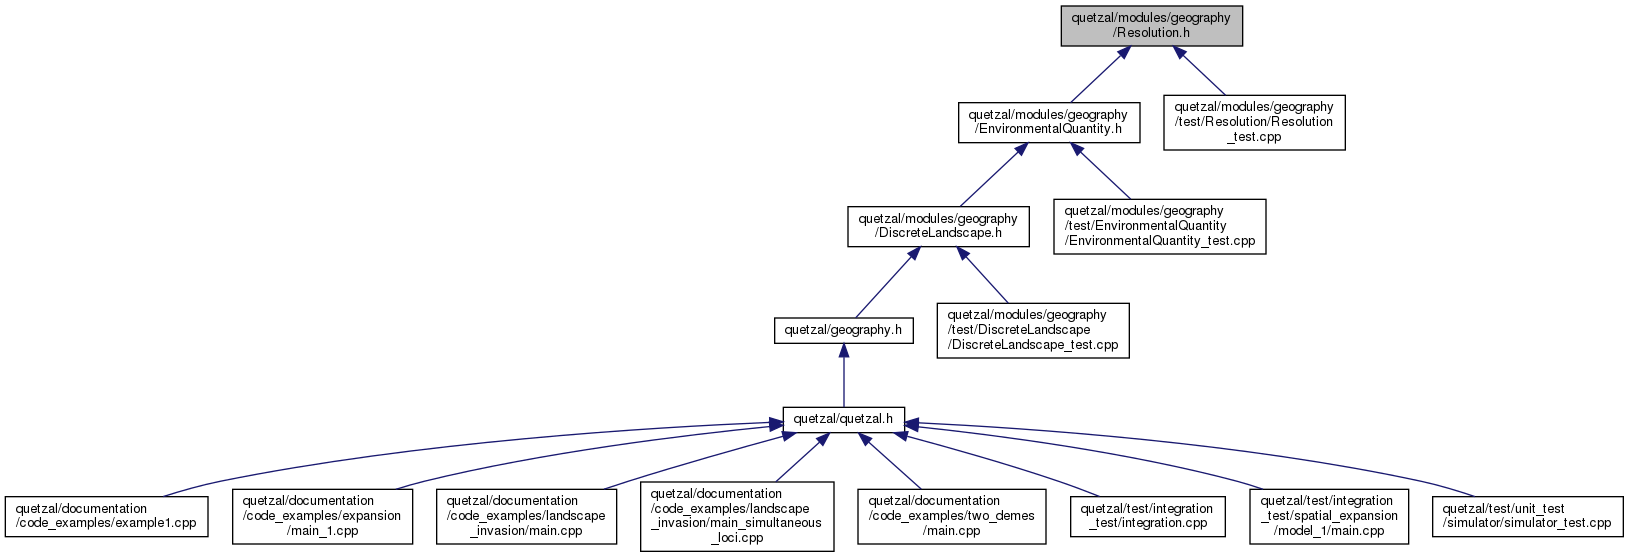 quetzal/modules/geography
/Resolution.h
quetzal/modules/geography
/EnvironmentalQuantity.h
quetzal/modules/geography
/test/Resolution/Resolution
_test.cpp
quetzal/modules/geography
/DiscreteLandscape.h
quetzal/modules/geography
/test/EnvironmentalQuantity
/EnvironmentalQuantity_test.cpp
quetzal/geography.h
quetzal/modules/geography
/test/DiscreteLandscape
/DiscreteLandscape_test.cpp
quetzal/quetzal.h
quetzal/documentation
/code_examples/example1.cpp
quetzal/documentation
/code_examples/expansion
/main_1.cpp
quetzal/documentation
/code_examples/landscape
_invasion/main.cpp
quetzal/documentation
/code_examples/landscape
_invasion/main_simultaneous
_loci.cpp
quetzal/documentation
/code_examples/two_demes
/main.cpp
quetzal/test/integration
_test/integration.cpp
quetzal/test/integration
_test/spatial_expansion
/model_1/main.cpp
quetzal/test/unit_test
/simulator/simulator_test.cpp